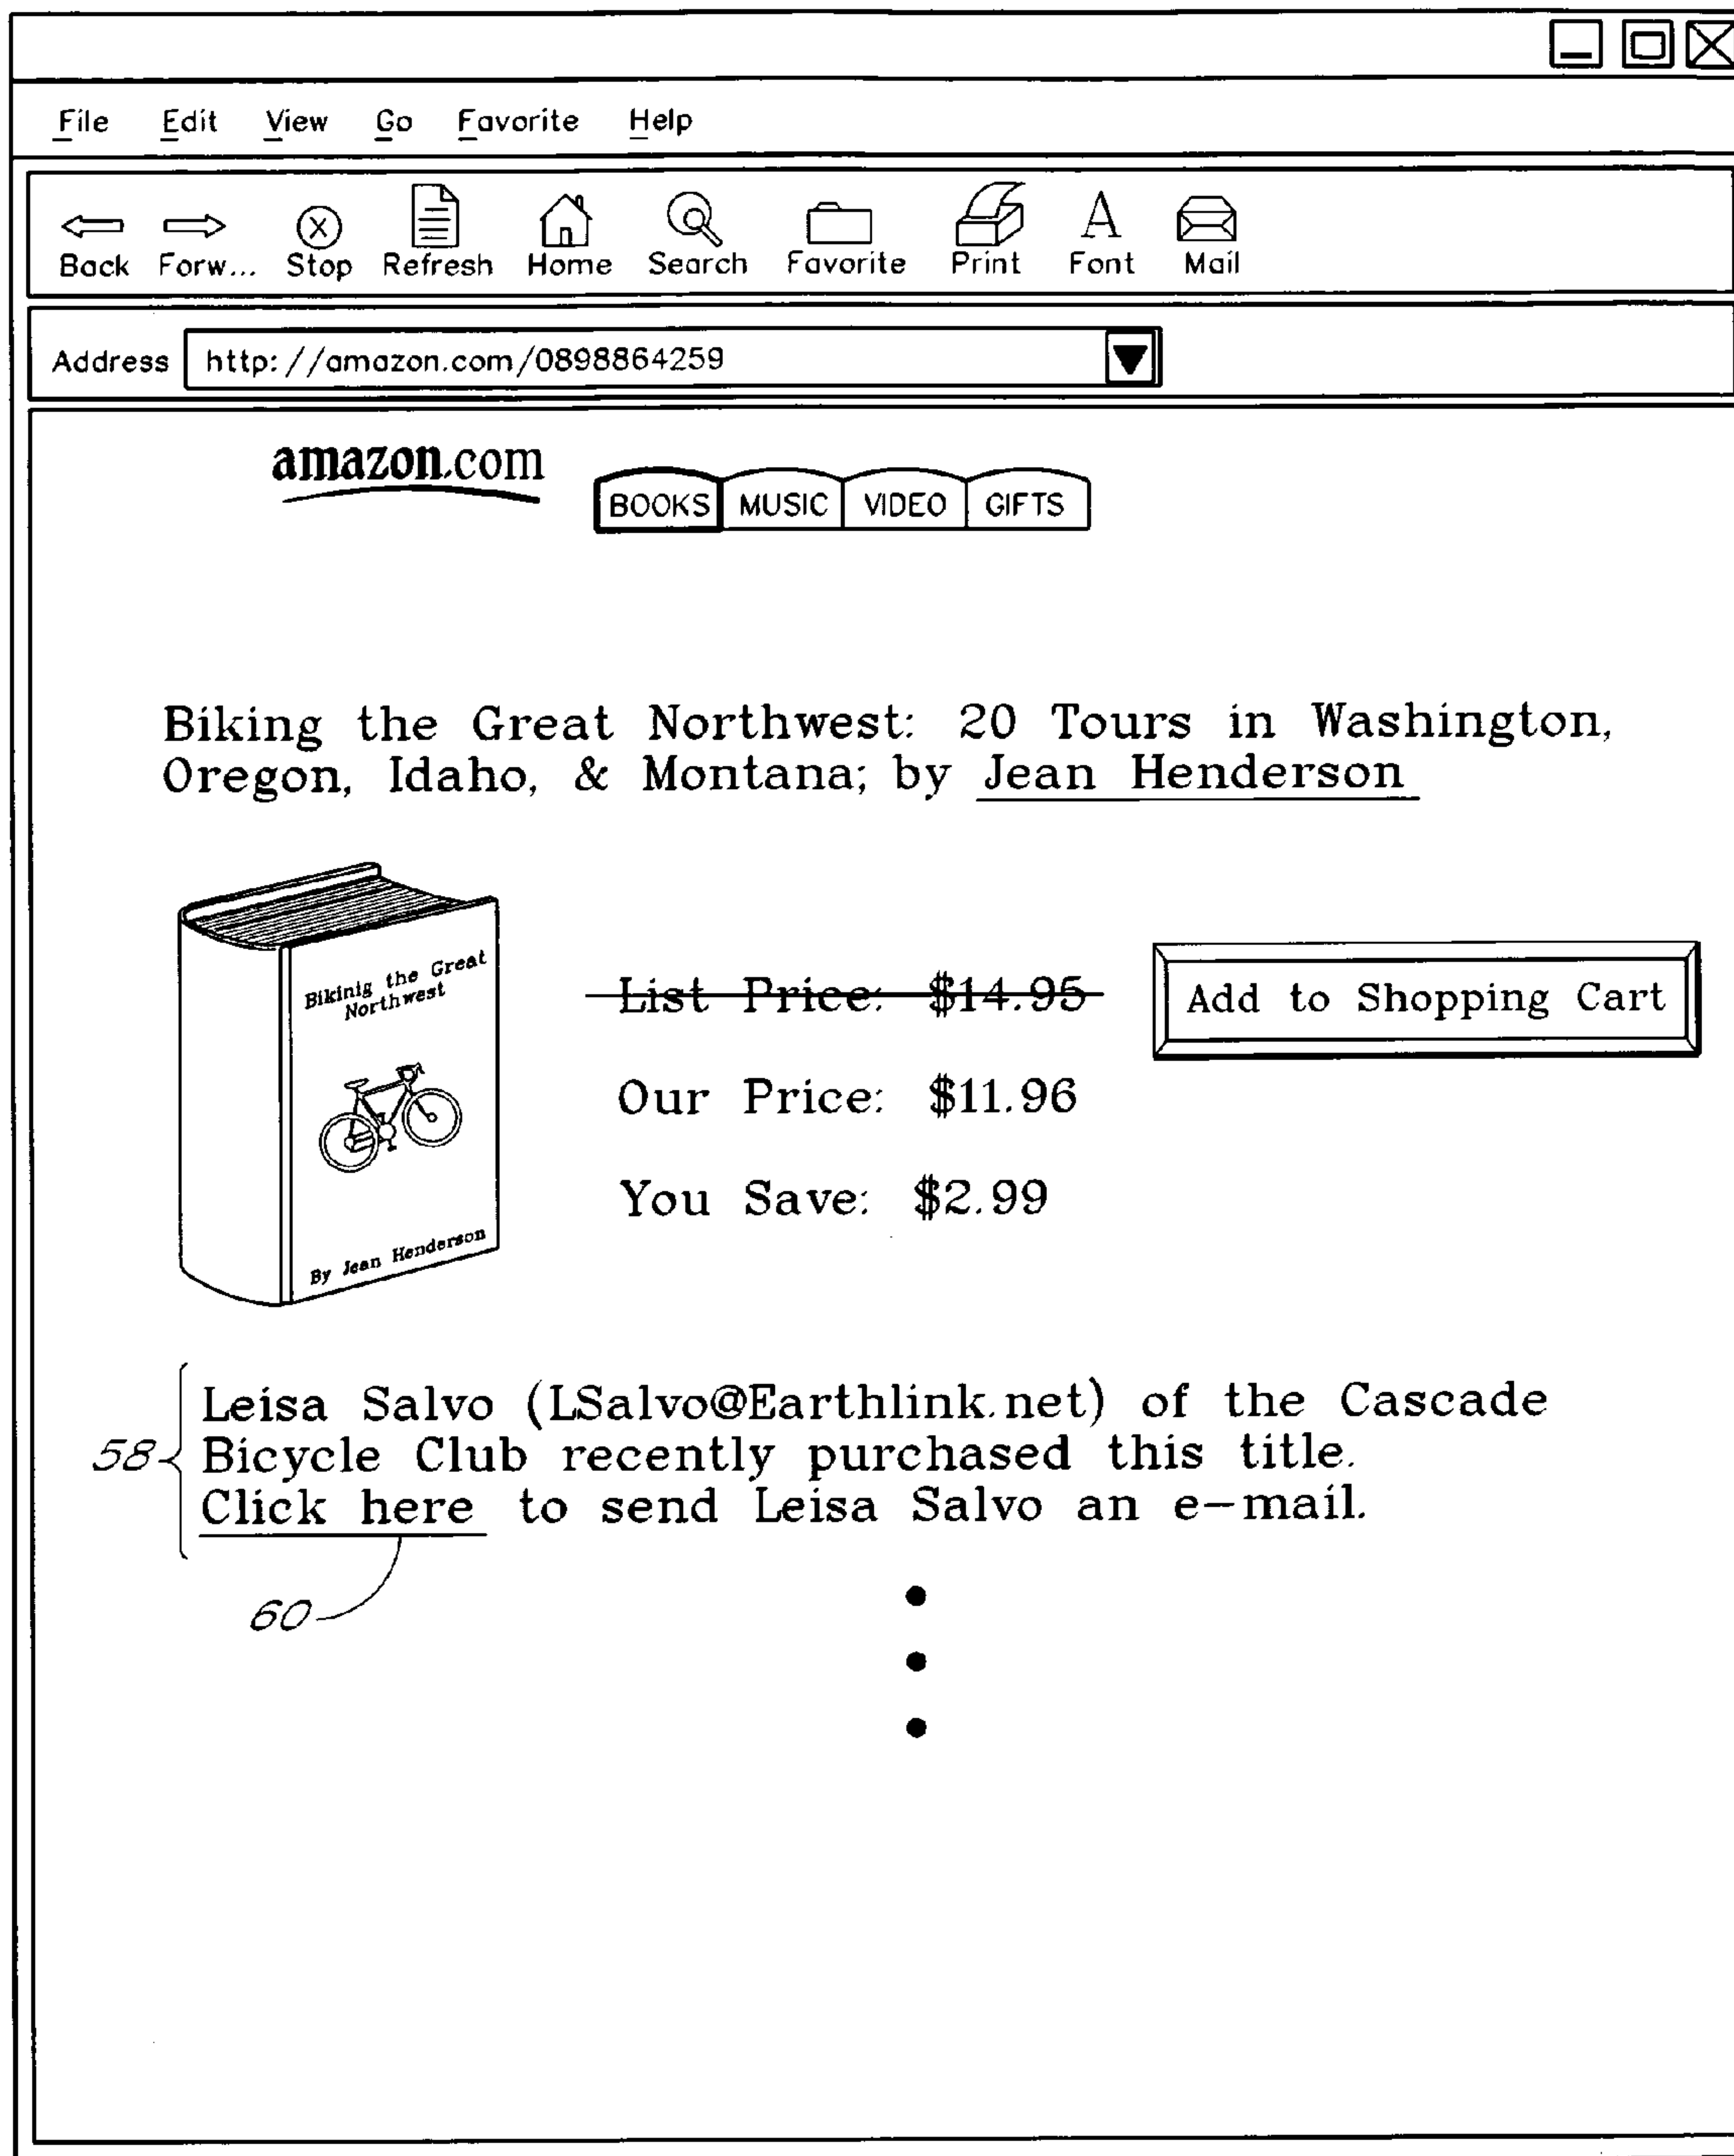 File Edit View Go Favorite Help
Back Forw... Stop Refresh Home Search Favorite Print Font Mail
Address http://amazon.com/0898864259
amazon.com
BOOKS MUSIC VIDEO GIFTS
Biking the Great Northwest: 20 Tours in Washington,
Oregon, Idaho, & Montana; by Jean Henderson
Bikinig the Great
Northwest
By Jean Henderson
List Price: $14.95
Add to Shopping Cart
Our Price: $11.96
You Save: $2.99
58
Leisa Salvo (LSalvo@Earthlink.net) of the Cascade
Bicycle Club recently purchased this title.
Click here to send Leisa Salvo an e-mail.
60